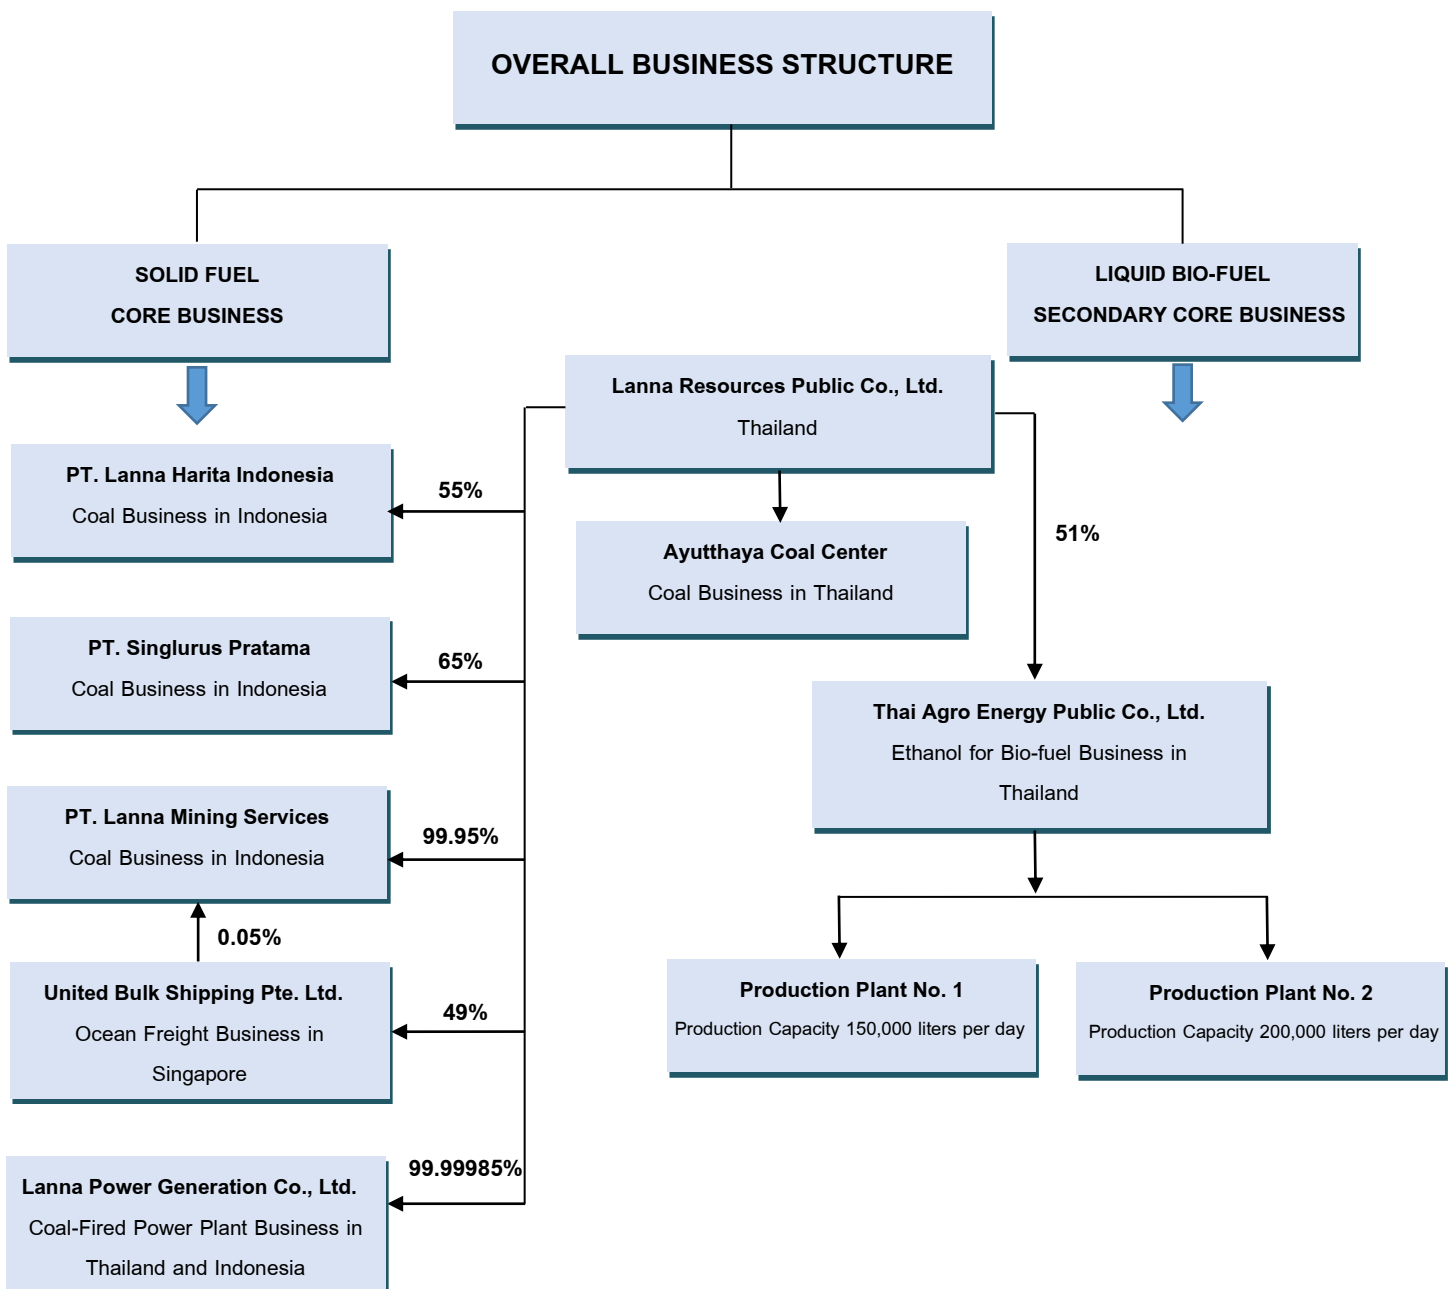 OVERALL BUSINESS STRUCTURE
SOLID FUEL
CORE BUSINESS
LIQUID BIO-FUEL
SECONDARY CORE BUSINESS
Lanna Resources Public Co., Ltd.
Thailand
PT. Lanna Harita Indonesia
Coal Business in Indonesia
55%
Ayutthaya Coal Center
Coal Business in Thailand
51%
PT. Singlurus Pratama
Coal Business in Indonesia
65%
Thai Agro Energy Public Co., Ltd.
Ethanol for Bio-fuel Business in
Thailand
PT. Lanna Mining Services
Coal Business in Indonesia
99.95%
0.05%
United Bulk Shipping Pte. Ltd.
Ocean Freight Business in
Singapore
49%
Production Plant No. 1
Production Capacity 150,000 liters per day
Production Plant No. 2
Production Capacity 200,000 liters per day
99.99985%
Lanna Power Generation Co., Ltd.
Coal-Fired Power Plant Business in
Thailand and Indonesia